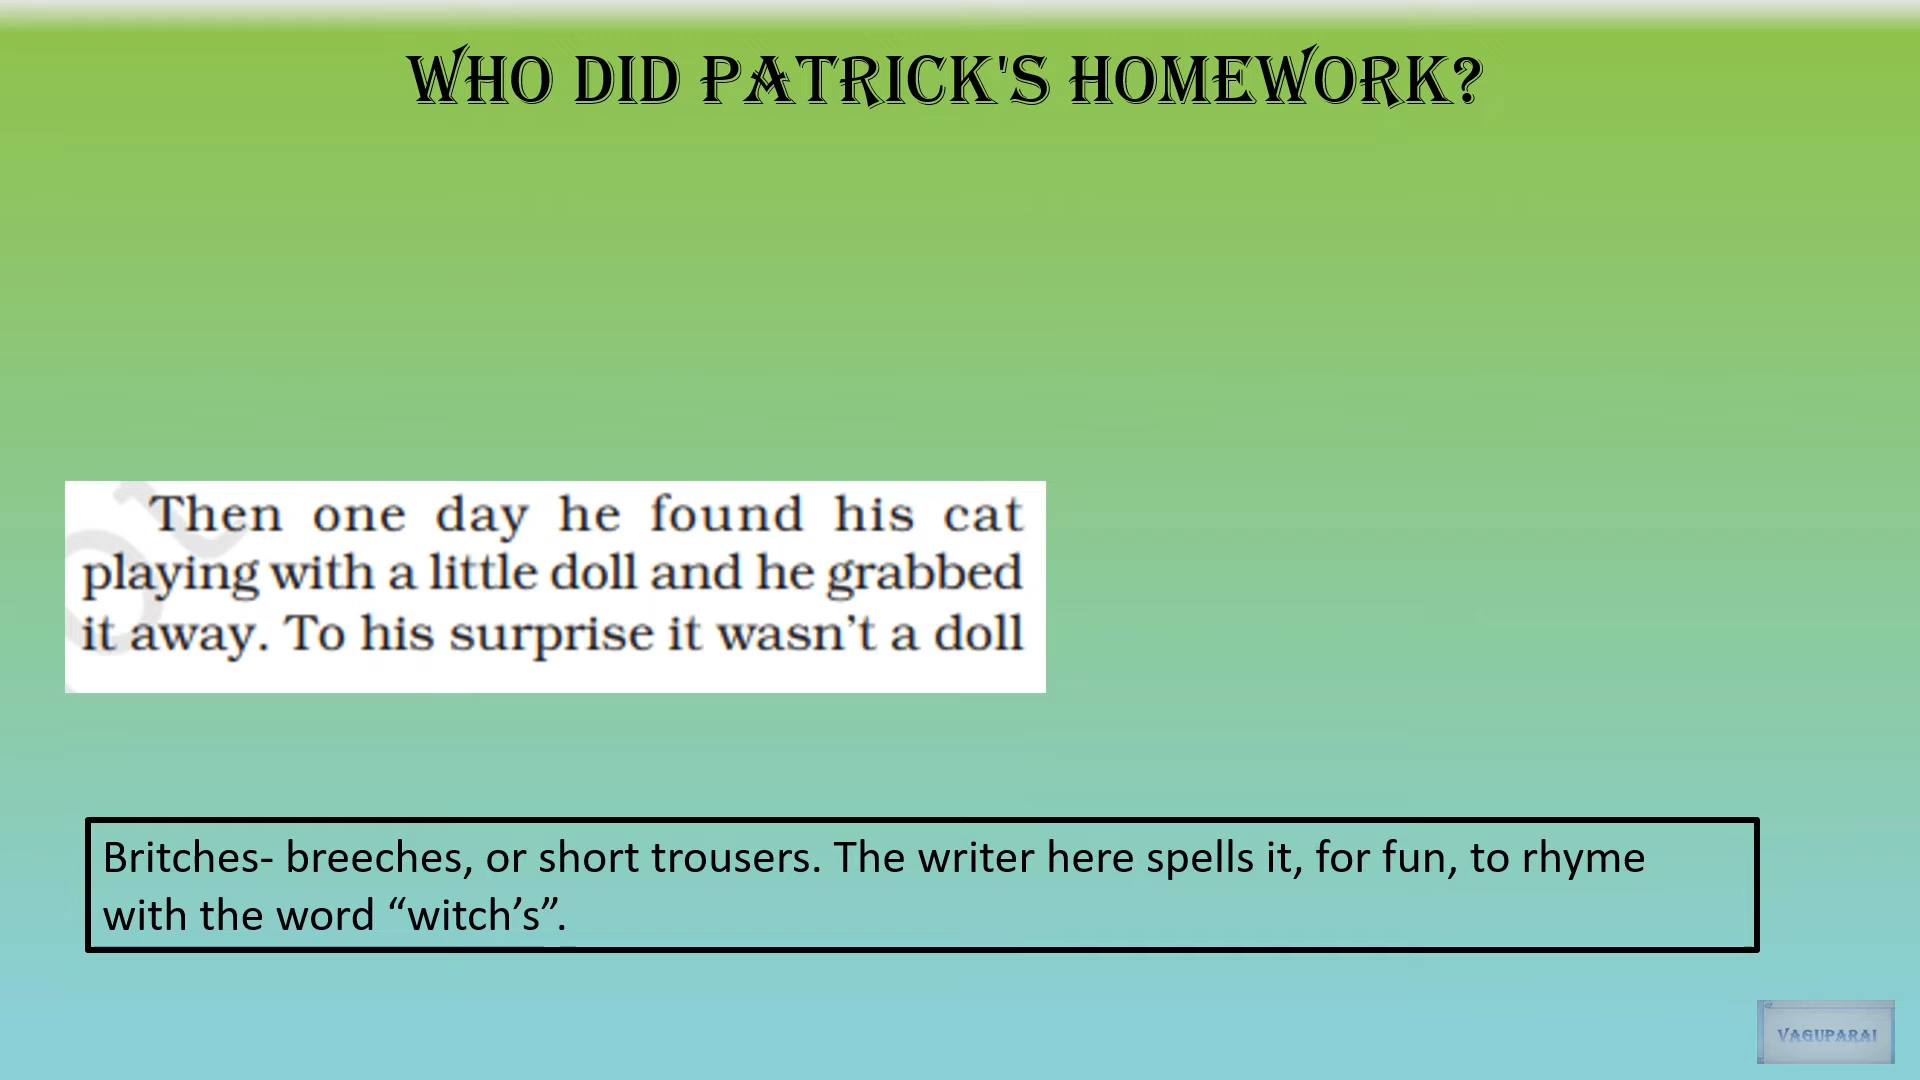 WHO DID PATRICK'S HOMEWORK?
Then one day he found his cat
playing with a little doll and he grabbed
it away. To his surprise it wasn't a doll
Britches- breeches, or short trousers. The writer here spells it, for fun, to rhyme
with the word “witch’s”.
VAGUPARAI